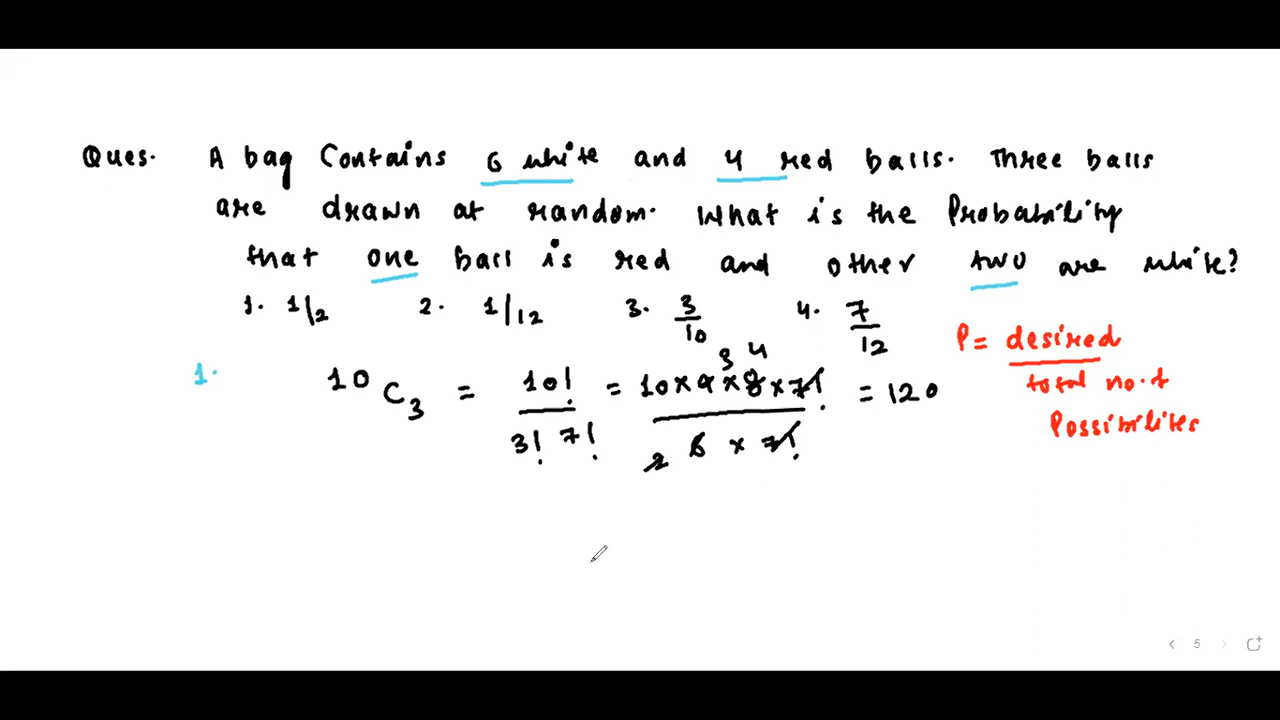 Ques. A bag Contains 6 white and 4 red balls. Three balls
are drawn at random. What is the Probability
that one ball is red and other two are white?
1. 1/2 2. 1/12 3. 3/10 4. 7/12
P = desired / total no. of Possibilites
1. 10C3 = 10! / 3! 7! = 10 x 9 x 8 x 7! / 6 x 7! = 120
3 4
2
5